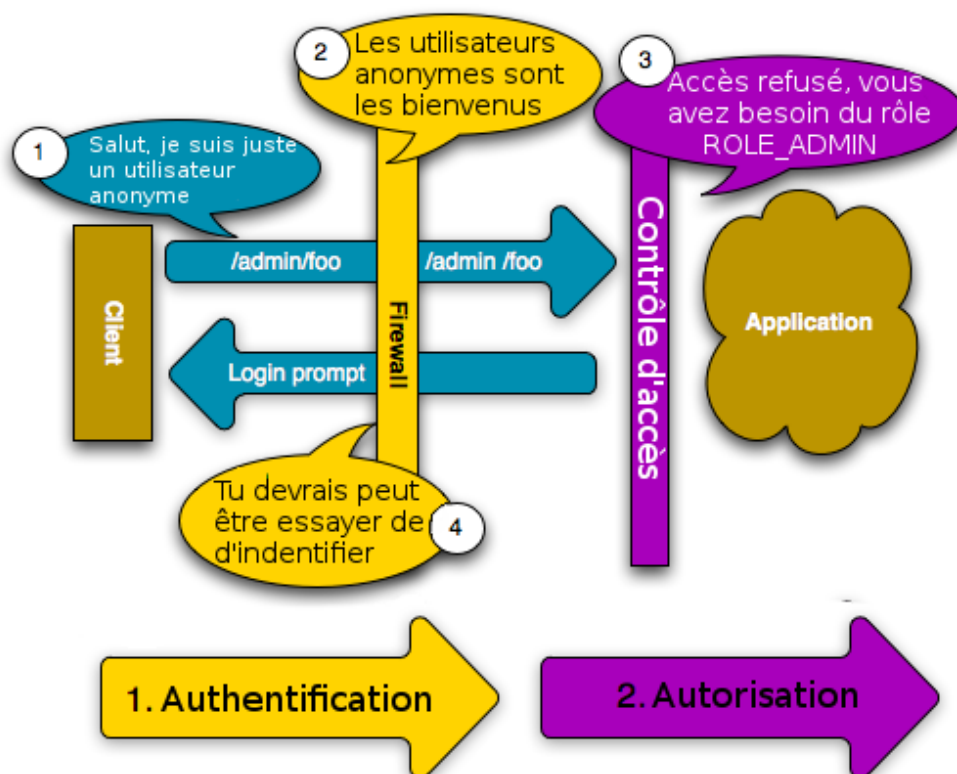 1
Salut, je suis juste
un utilisateur
anonyme
2
Les utilisateurs
anonymes sont
les bienvenus
3
Accès refusé, vous
avez besoin du rôle
ROLE_ADMIN
Client
/admin/foo
/admin /foo
Firewall
Login prompt
Contrôle d'accès
Application
Tu devrais peut
être essayer de
d'indentifier
4
1. Authentification
2. Autorisation